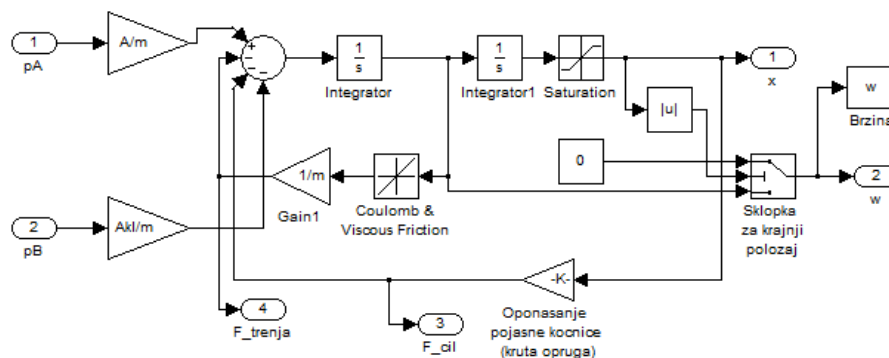 1
pA
A/m
+
−
−
−
1
s
Integrator
1
s
Integrator1
Saturation
1
x
|u|
w
Brzina
0
2
w
Sklopka
za krajnji
polozaj
1/m
Gain1
Coulomb &
Viscous Friction
2
pB
Akl/m
-K-
Oponasanje
pojasne kocnice
(kruta opruga)
4
F_trenja
3
F_cil